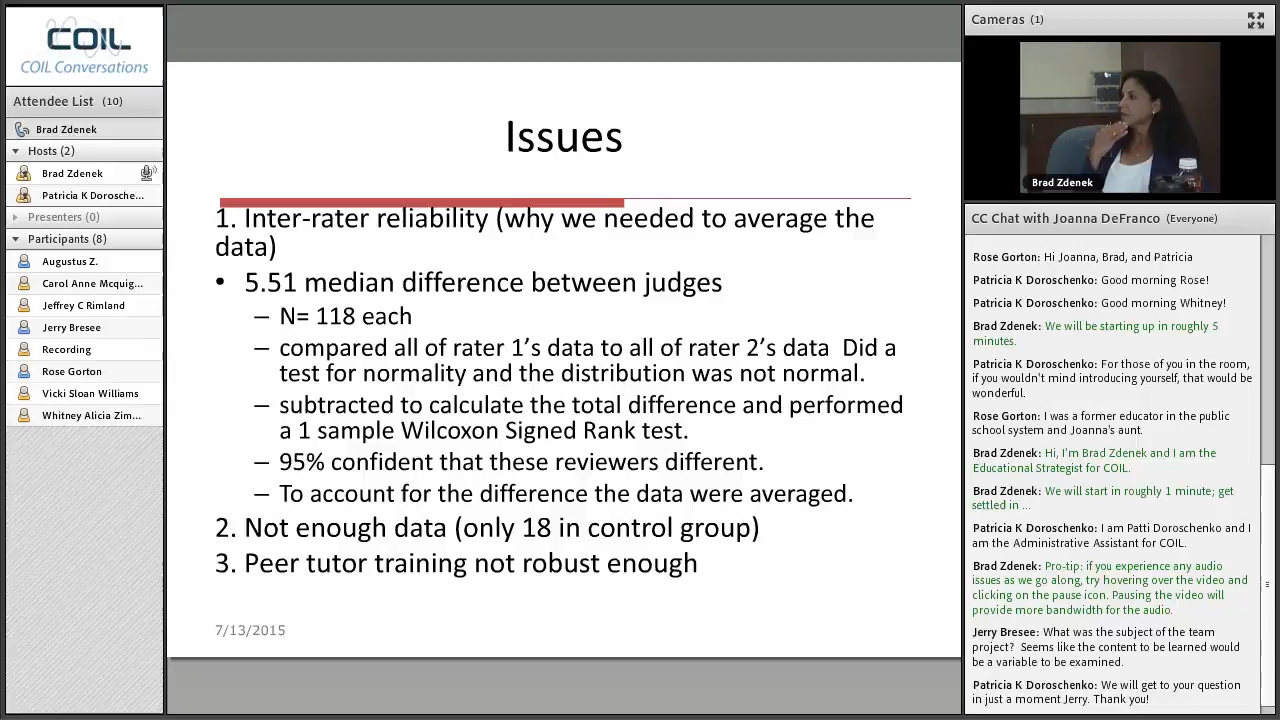 COIL
COIL Conversations
Attendee List (10)
Brad Zdenek
Hosts (2)
Brad Zdenek
Patricia K Dorosche...
Presenters (0)
Participants (8)
Augustus Z.
Carol Anne Mcquig...
Jeffrey C Rimland
Jerry Bresee
Recording
Rose Gorton
Vicki Sloan Williams
Whitney Alicia Zim...
Issues
1. Inter-rater reliability (why we needed to average the
data)
• 5.51 median difference between judges
– N= 118 each
– compared all of rater 1’s data to all of rater 2’s data  Did a
test for normality and the distribution was not normal.
– subtracted to calculate the total difference and performed
a 1 sample Wilcoxon Signed Rank test.
– 95% confident that these reviewers different.
– To account for the difference the data were averaged.
2. Not enough data (only 18 in control group)
3. Peer tutor training not robust enough
7/13/2015
Cameras (1)
Brad Zdenek
CC Chat with Joanna DeFranco (Everyone)
Rose Gorton: Hi Joanna, Brad, and Patricia
Patricia K Doroschenko: Good morning Rose!
Patricia K Doroschenko: Good morning Whitney!
Brad Zdenek: We will be starting up in roughly 5
minutes.
Patricia K Doroschenko: For those of you in the room,
if you wouldn't mind introducing yourself, that would be
wonderful.
Rose Gorton: I was a former educator in the public
school system and Joanna's aunt.
Brad Zdenek: Hi, I'm Brad Zdenek and I am the
Educational Strategist for COIL.
Brad Zdenek: We will start in roughly 1 minute; get
settled in ...
Patricia K Doroschenko: I am Patti Doroschenko and I
am the Administrative Assistant for COIL.
Brad Zdenek: Pro-tip: if you experience any audio
issues as we go along, try hovering over the video and
clicking on the pause icon. Pausing the video will
provide more bandwidth for the audio.
Jerry Bresee: What was the subject of the team
project?  Seems like the content to be learned would
be a variable to be examined.
Patricia K Doroschenko: We will get to your question
in just a moment Jerry. Thank you!